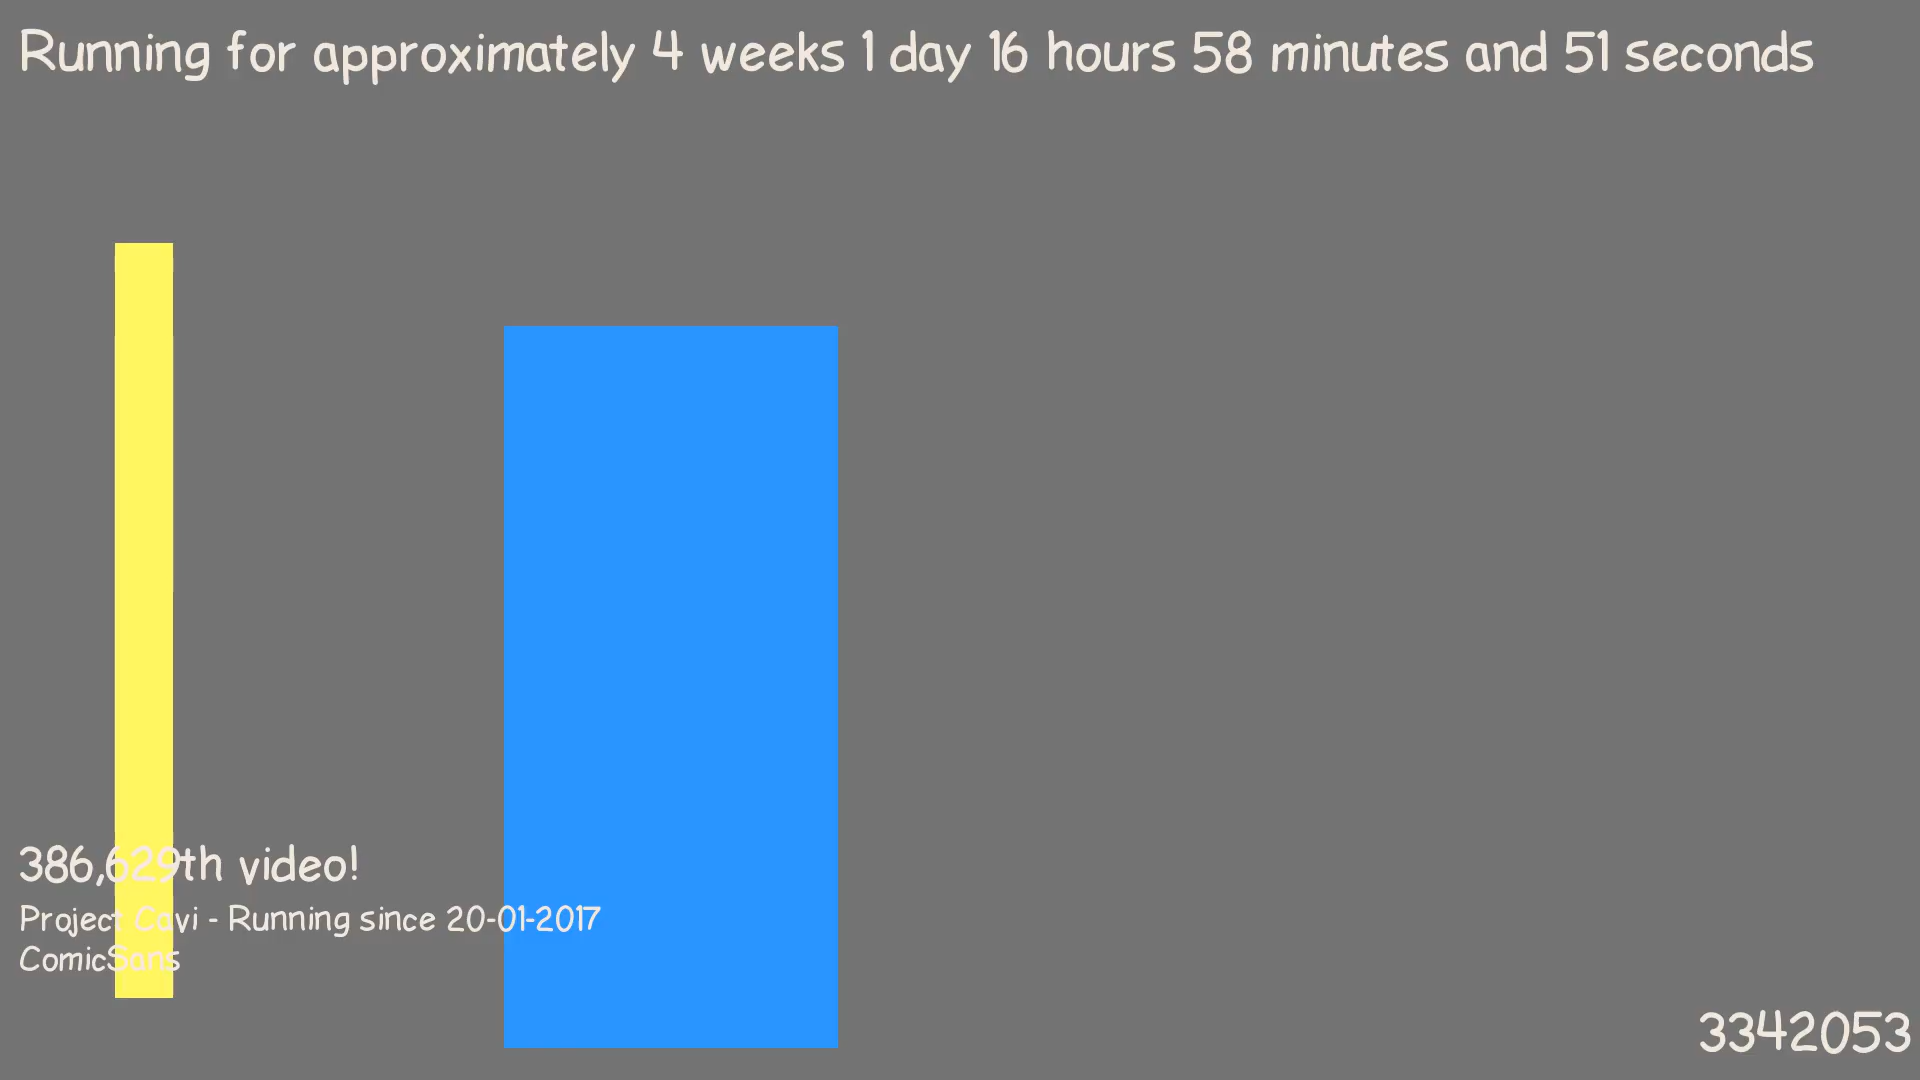 Running for approximately 4 weeks 1 day 16 hours 58 minutes and 51 seconds
386,629th video!
Project Cavi - Running since 20-01-2017
ComicSans
3342053